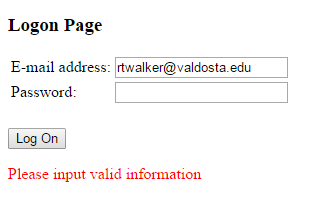 Logon Page
E-mail address: rtwalker@valdosta.edu
Password:
Log On
Please input valid information